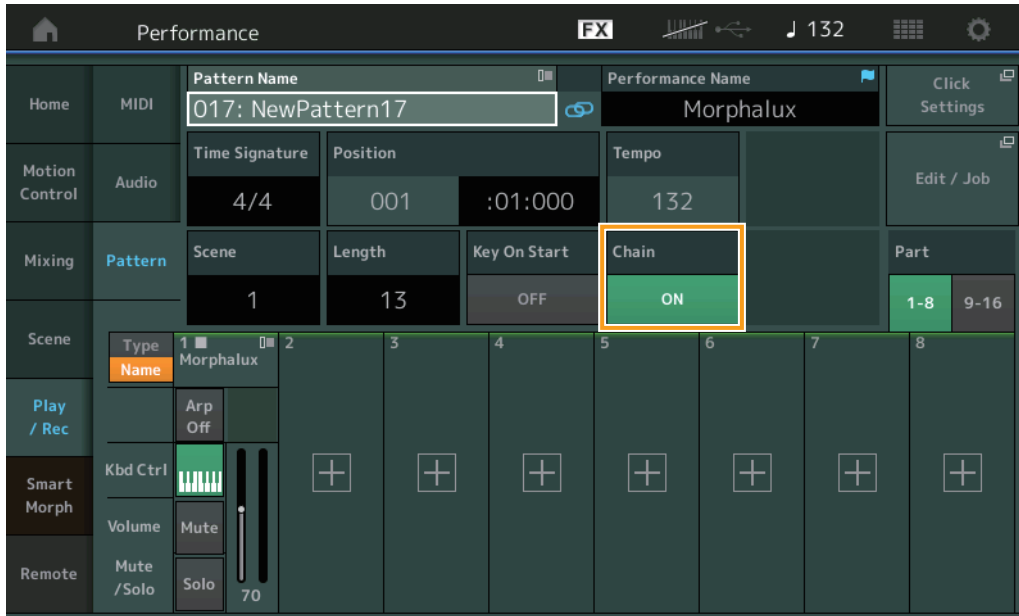 Performance
FX
132
Home
Motion
Control
Mixing
Scene
Play
/ Rec
Smart
Morph
Remote
MIDI
Audio
Pattern
Pattern Name
017: NewPattern17
Performance Name
Morphalux
Click
Settings
Time Signature
4/4
Position
001
:01:000
Tempo
132
Edit / Job
Scene
1
Length
13
Key On Start
OFF
Chain
ON
Part
1-8
9-16
Type
Name
1
Morphalux
2
3
4
5
6
7
8
Arp
Off
Kbd Ctrl
Volume
Mute
Mute
/Solo
Solo
70